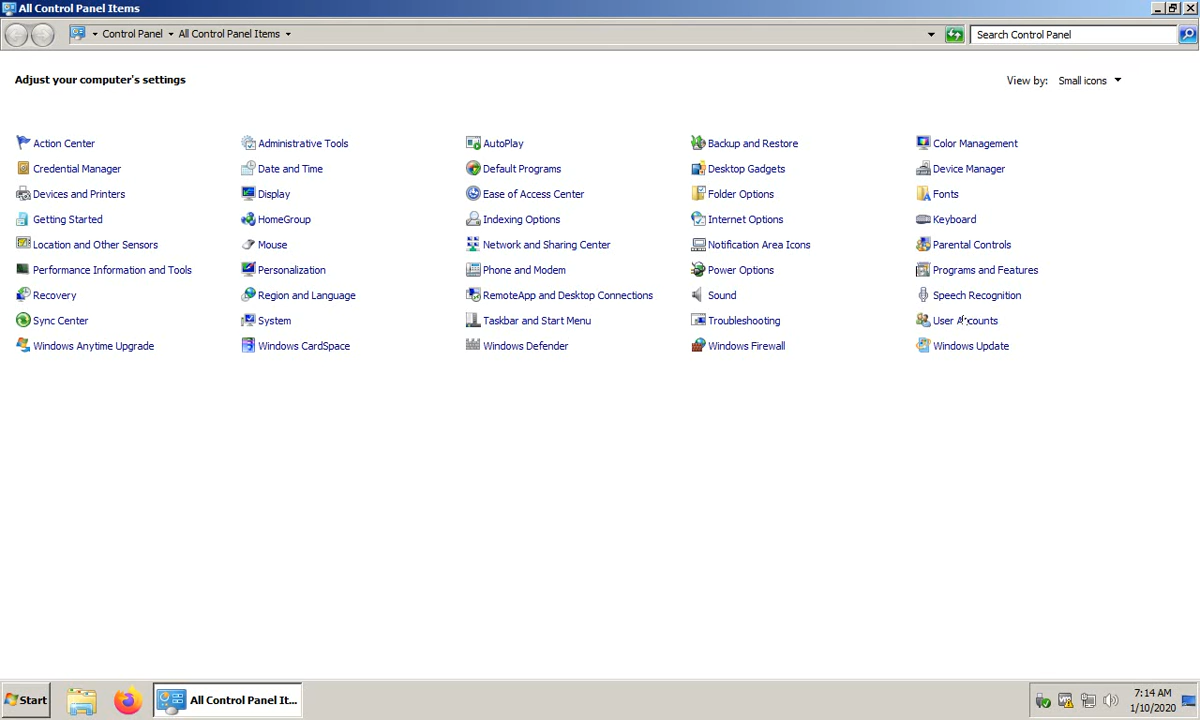 All Control Panel Items
Control Panel All Control Panel Items Search Control Panel
Adjust your computer's settings View by: Small icons
Action Center Administrative Tools AutoPlay Backup and Restore Color Management
Credential Manager Date and Time Default Programs Desktop Gadgets Device Manager
Devices and Printers Display Ease of Access Center Folder Options Fonts
Getting Started HomeGroup Indexing Options Internet Options Keyboard
Location and Other Sensors Mouse Network and Sharing Center Notification Area Icons Parental Controls
Performance Information and Tools Personalization Phone and Modem Power Options Programs and Features
Recovery Region and Language RemoteApp and Desktop Connections Sound Speech Recognition
Sync Center System Taskbar and Start Menu Troubleshooting User Accounts
Windows Anytime Upgrade Windows CardSpace Windows Defender Windows Firewall Windows Update
Start All Control Panel It... 7:14 AM
1/10/2020